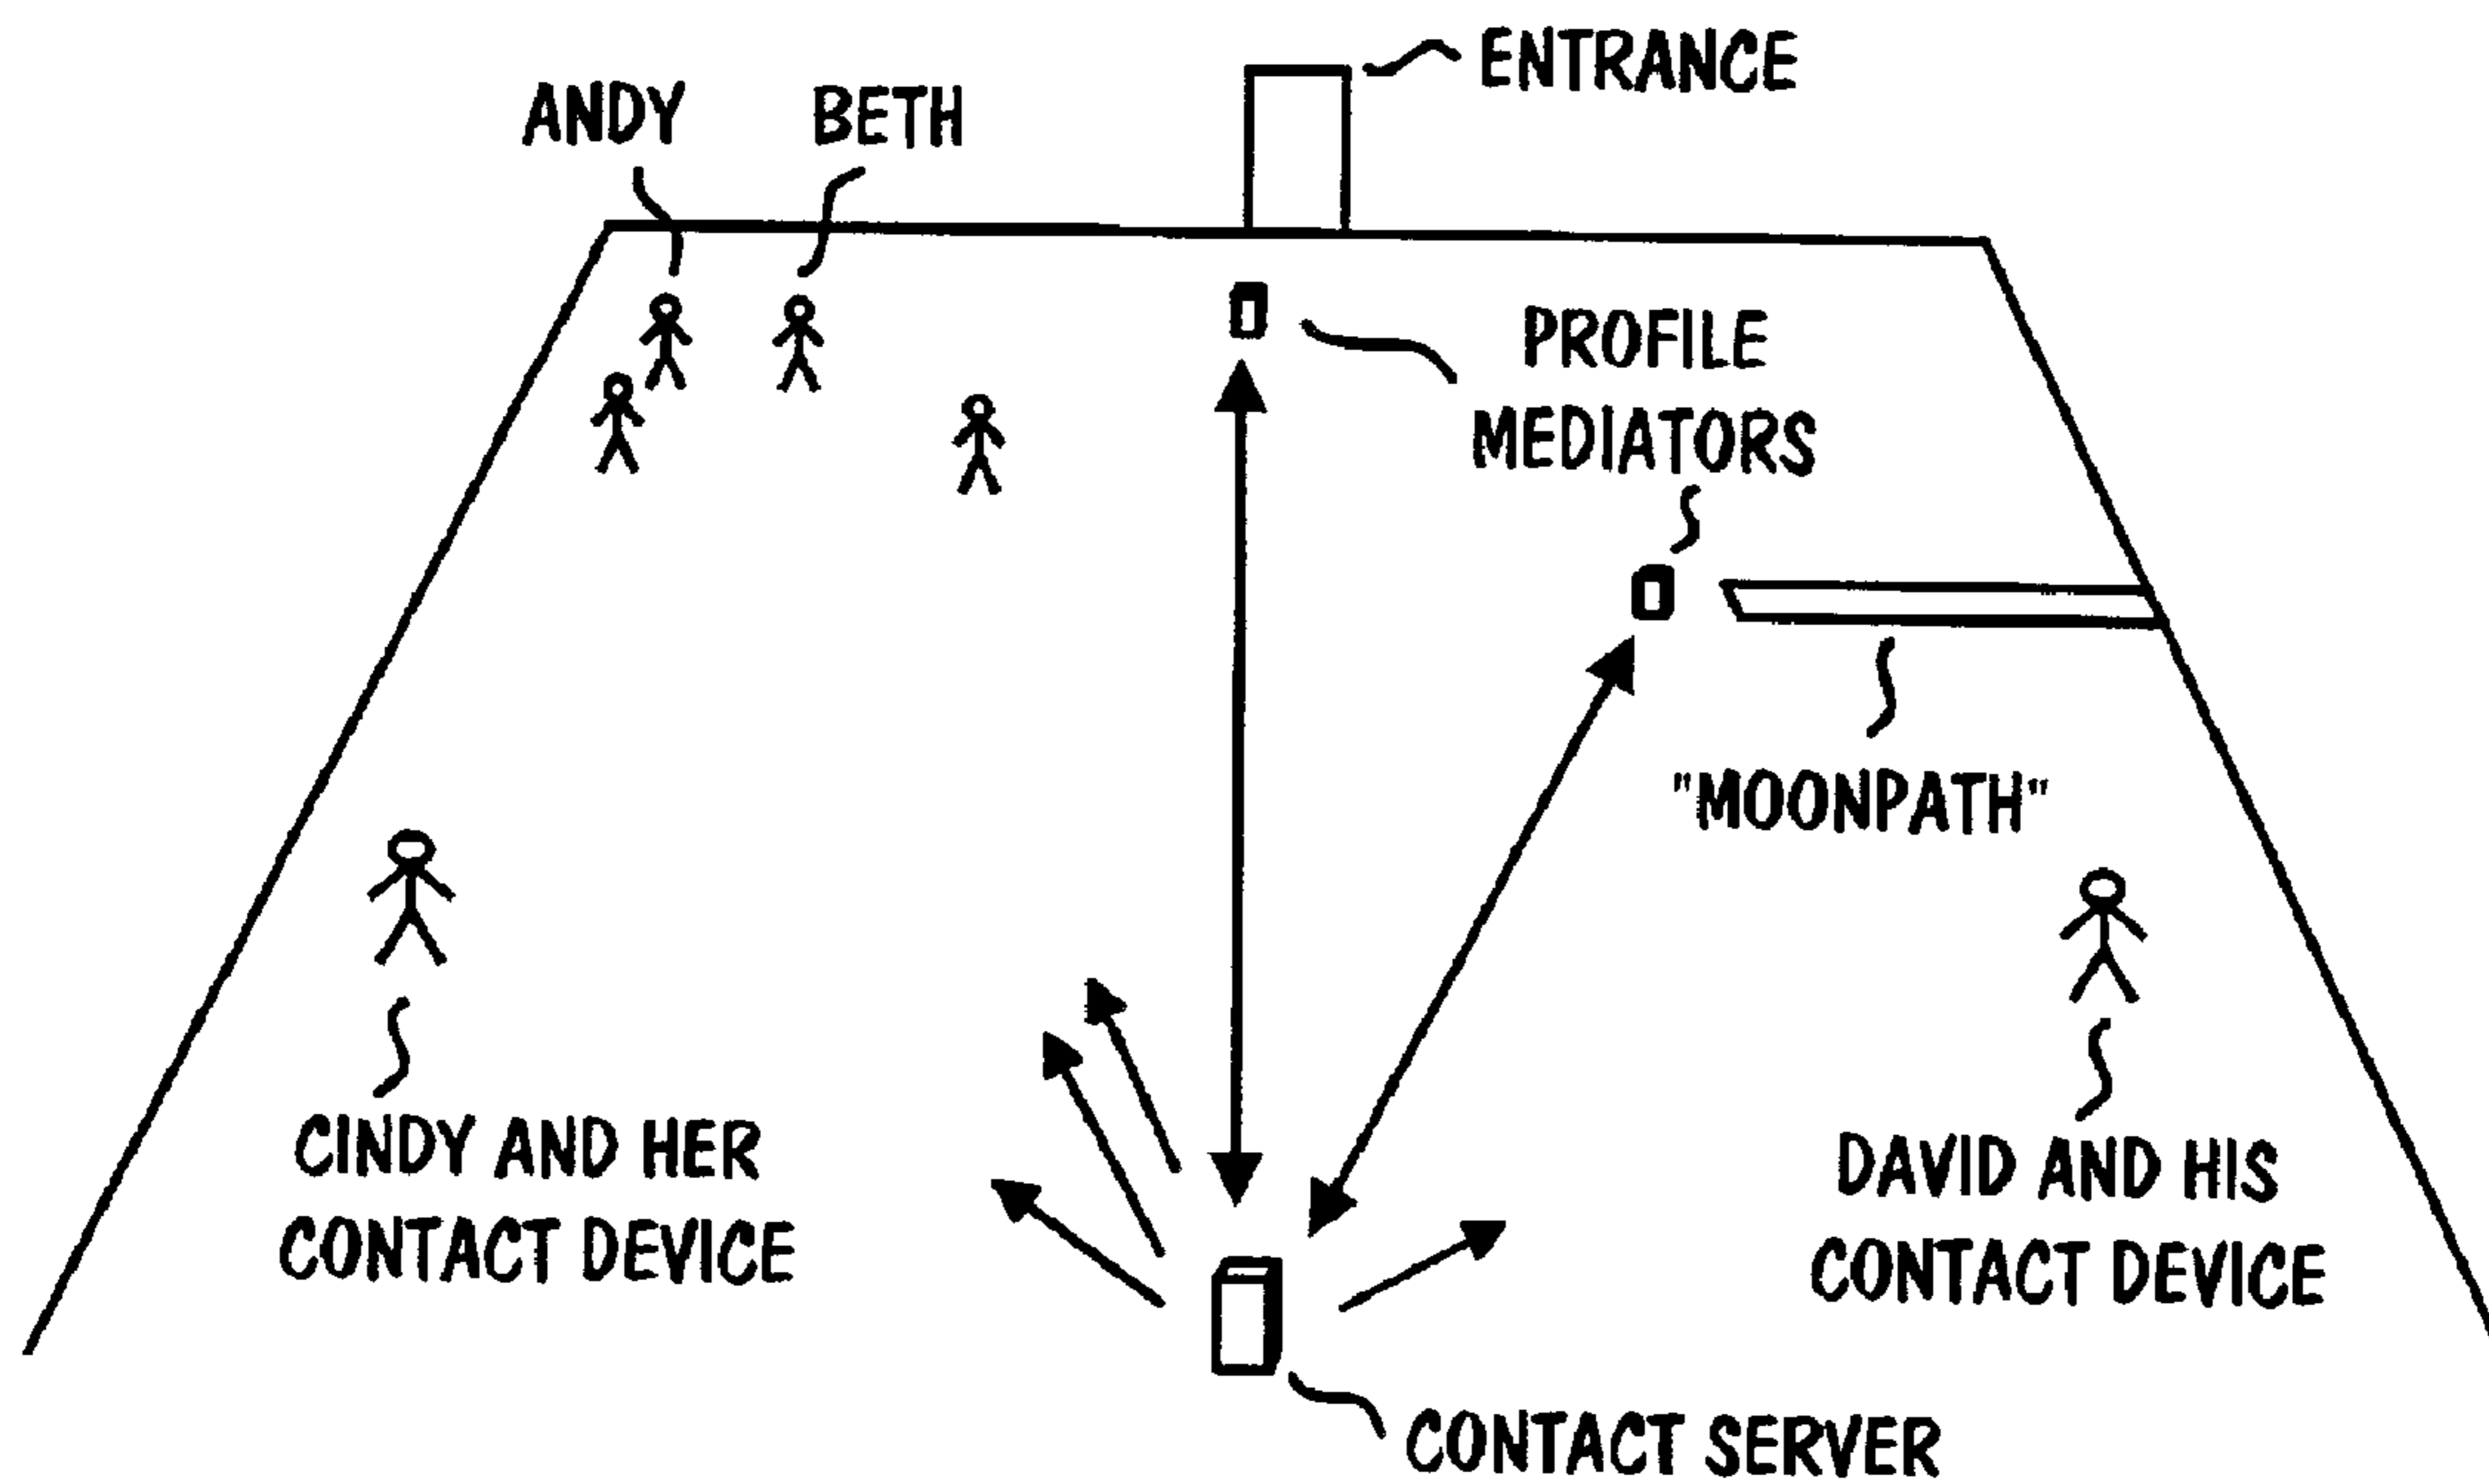 ENTRANCE
ANDY
BETH
PROFILE
MEDIATORS
"MOONPATH"
CINDY AND HER
CONTACT DEVICE
DAVID AND HIS
CONTACT DEVICE
CONTACT SERVER